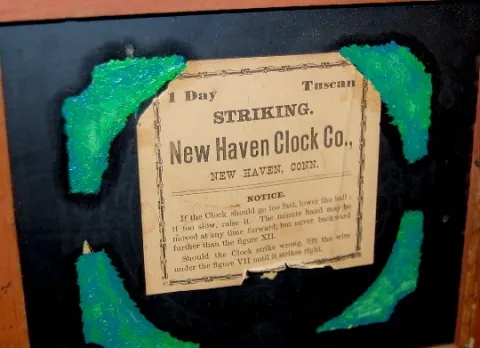 1 Day Tuscan
STRIKING.
New Haven Clock Co.,
NEW HAVEN, CONN.
NOTICE.
If the Clock should go too fast, lower the ball;
if too slow, raise it. The minute hand may be
moved at any time forward; but never backward
further than the figure XII.
Should the Clock strike wrong, lift the wire
under the figure VII until it strikes right.